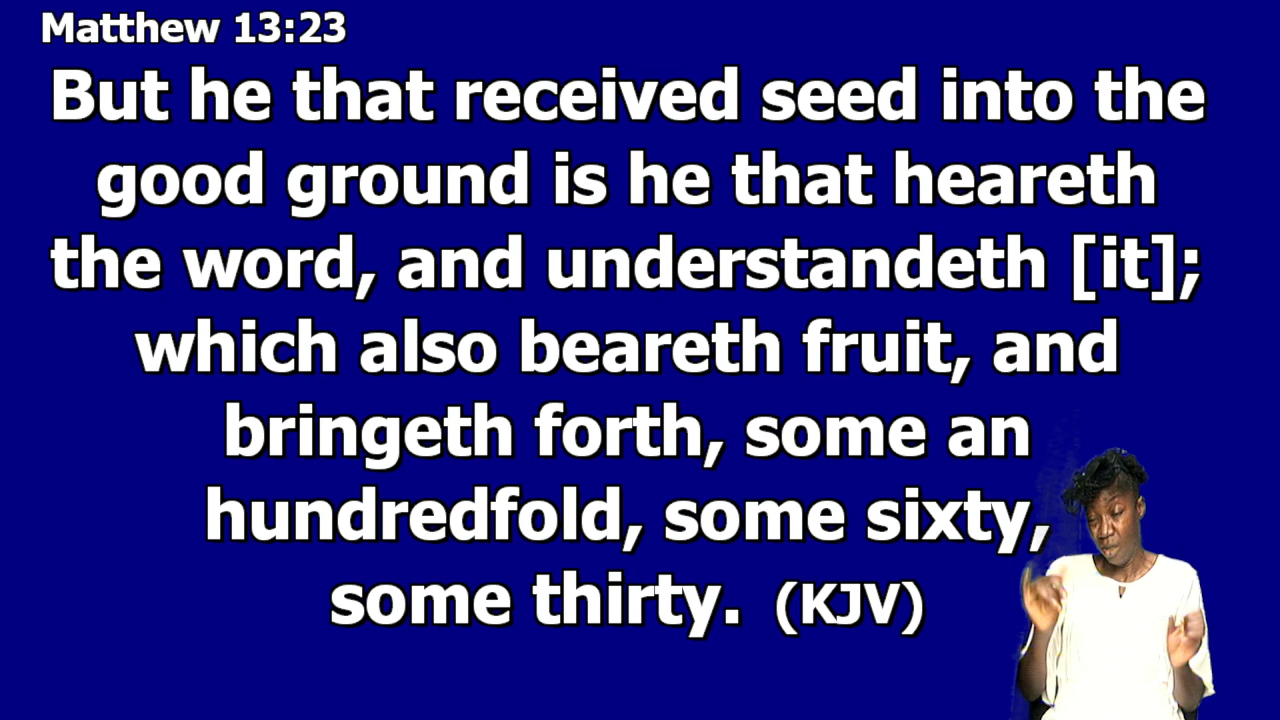 Matthew 13:23
But he that received seed into the
good ground is he that heareth
the word, and understandeth [it];
which also beareth fruit, and
bringeth forth, some an
hundredfold, some sixty,
some thirty. (KJV)